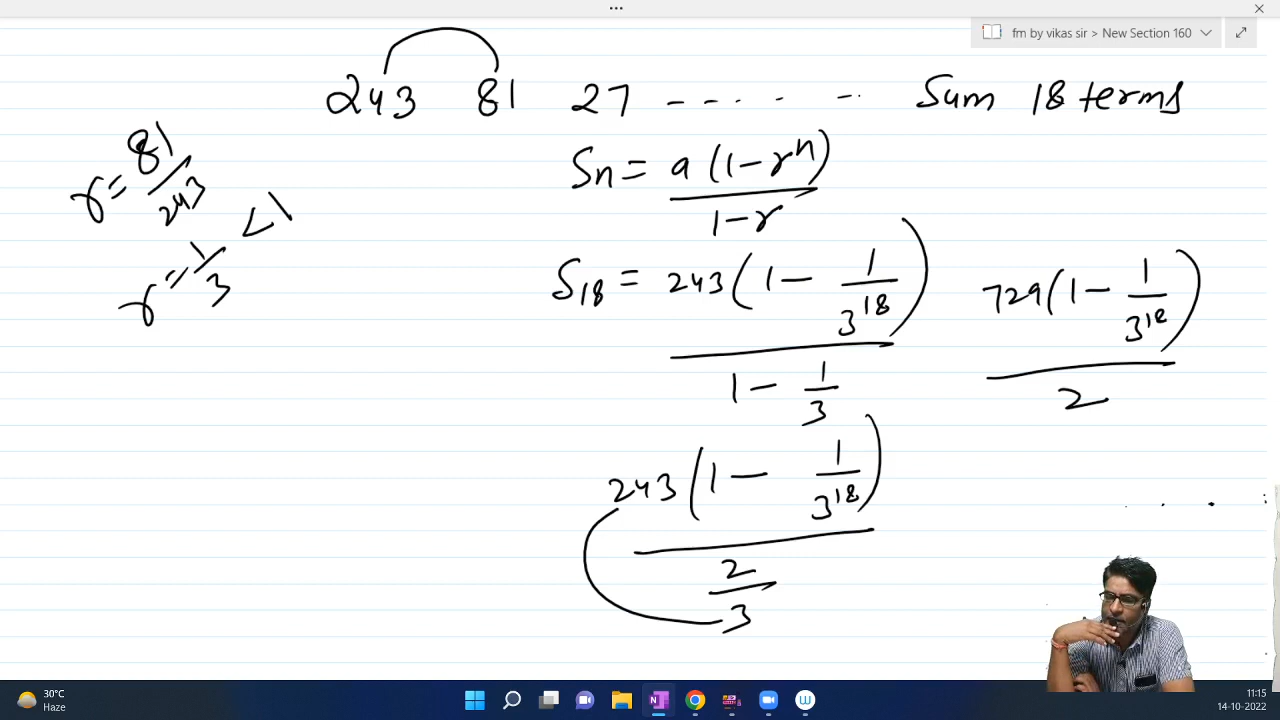 fm by vikas sir > New Section 160
243 81 27 - - - - - - Sum 18 terms
r = 81/243
r = 1/3 < 1
Sn = a (1 - r^n) / 1 - r
S18 = 243 (1 - 1/3^18) / 1 - 1/3
729 (1 - 1/3^18) / 2
243 (1 - 1/3^18) / 2/3
30°C
Haze
11:15
14-10-2022